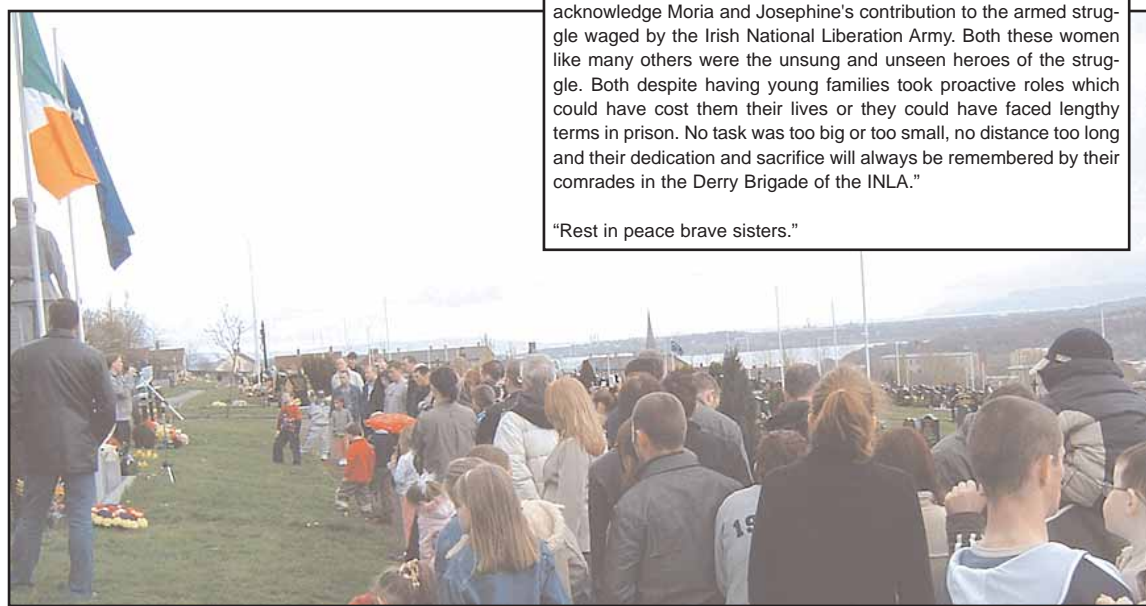 acknowledge Moria and Josephine's contribution to the armed strug-
gle waged by the Irish National Liberation Army. Both these women
like many others were the unsung and unseen heroes of the strug-
gle. Both despite having young families took proactive roles which
could have cost them their lives or they could have faced lengthy
terms in prison. No task was too big or too small, no distance too long
and their dedication and sacrifice will always be remembered by their
comrades in the Derry Brigade of the INLA.”
“Rest in peace brave sisters.”
19